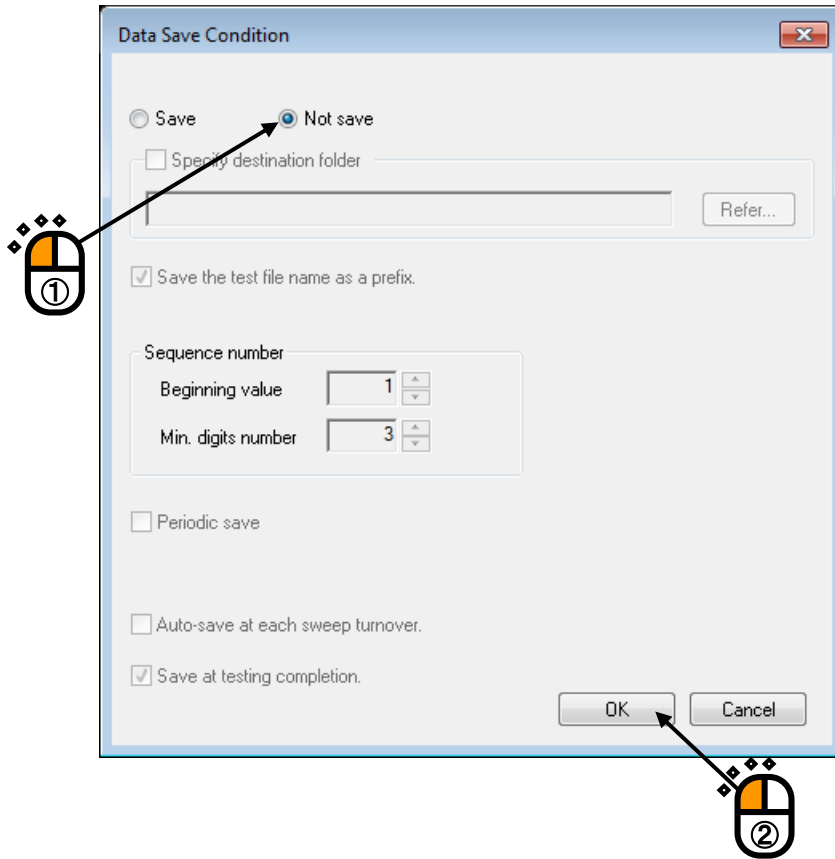 Data Save Condition
Save Not save
Specify destination folder
Refer...
①
Save the test file name as a prefix.
Sequence number
Beginning value 1
Min. digits number 3
Periodic save
Auto-save at each sweep turnover.
Save at testing completion.
OK Cancel
②